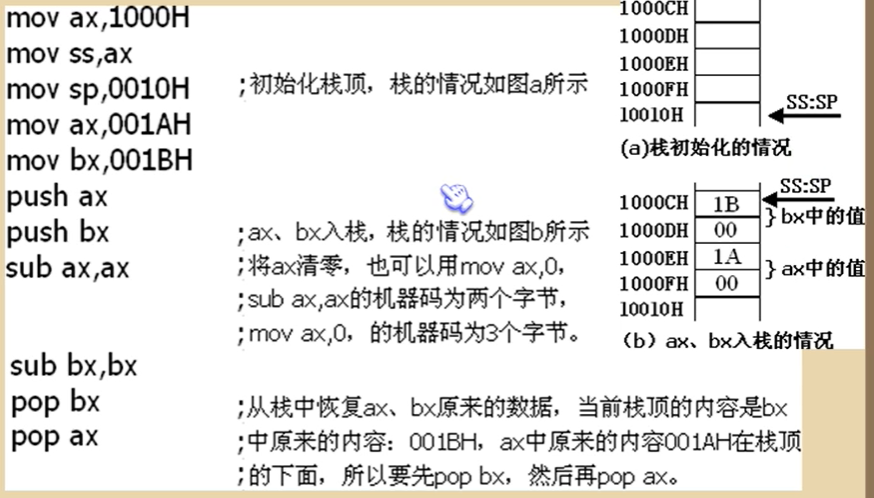 mov ax,1000H
mov ss,ax
mov sp,0010H ;初始化栈顶，栈的情况如图a所示
mov ax,001AH
mov bx,001BH
push ax
push bx ;ax、bx入栈，栈的情况如图b所示
sub ax,ax ;将ax清零，也可以用mov ax,0，
;sub ax,ax的机器码为两个字节，
;mov ax,0，的机器码为3个字节。
sub bx,bx
pop bx ;从栈中恢复ax、bx原来的数据，当前栈顶的内容是bx
pop ax ;中原来的内容：001BH，ax中原来的内容001AH在栈顶
;的下面，所以要先pop bx，然后再pop ax。
1000CH
1000DH
1000EH
1000FH
10010H SS:SP
(a)栈初始化的情况
SS:SP
1000CH 1B
}bx中的值
1000DH 00
1000EH 1A
}ax中的值
1000FH 00
10010H
（b）ax、bx入栈的情况